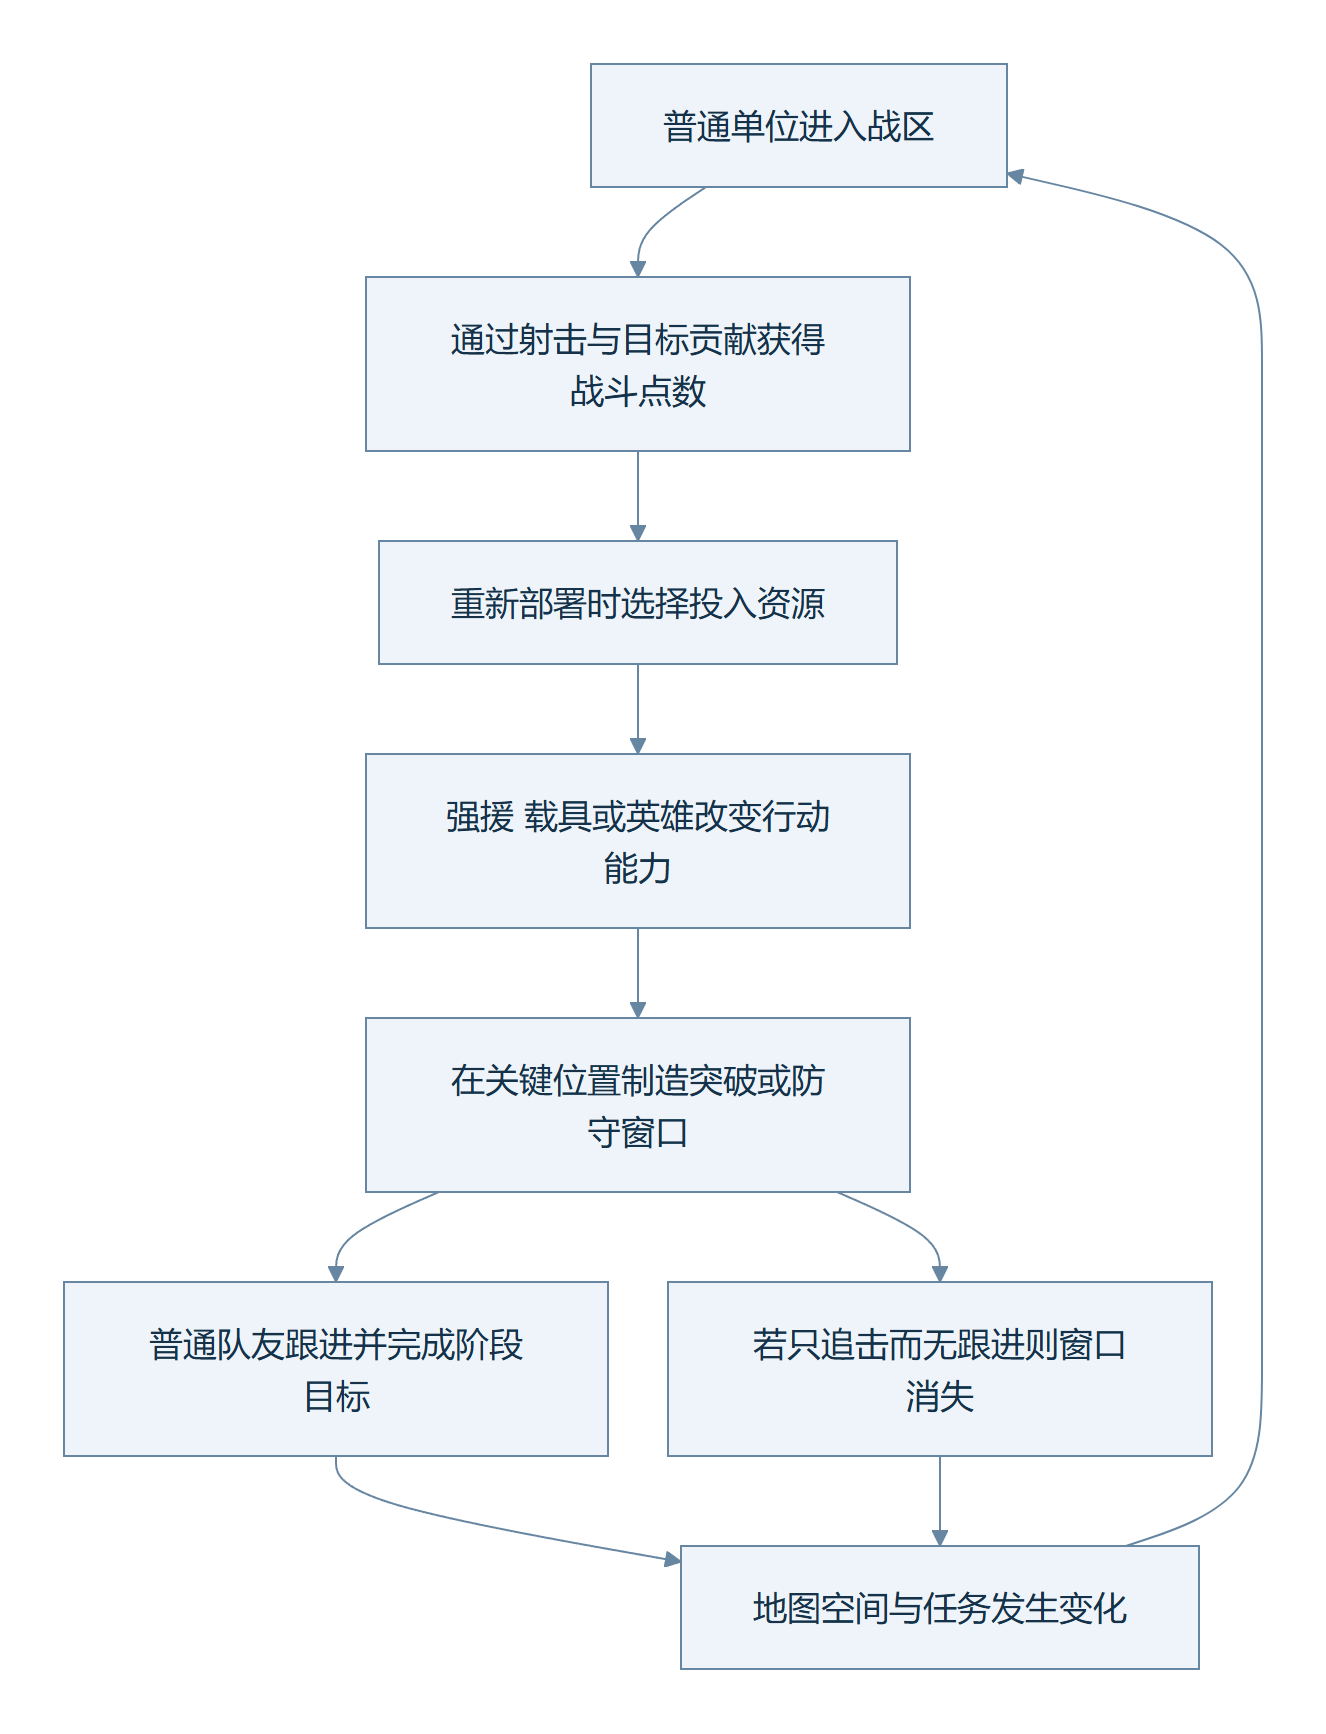 普通单位进入战区
通过射击与目标贡献获得
战斗点数
重新部署时选择投入资源
强援 载具或英雄改变行动
能力
在关键位置制造突破或防
守窗口
普通队友跟进并完成阶段
目标
若只追击而无跟进则窗口
消失
地图空间与任务发生变化